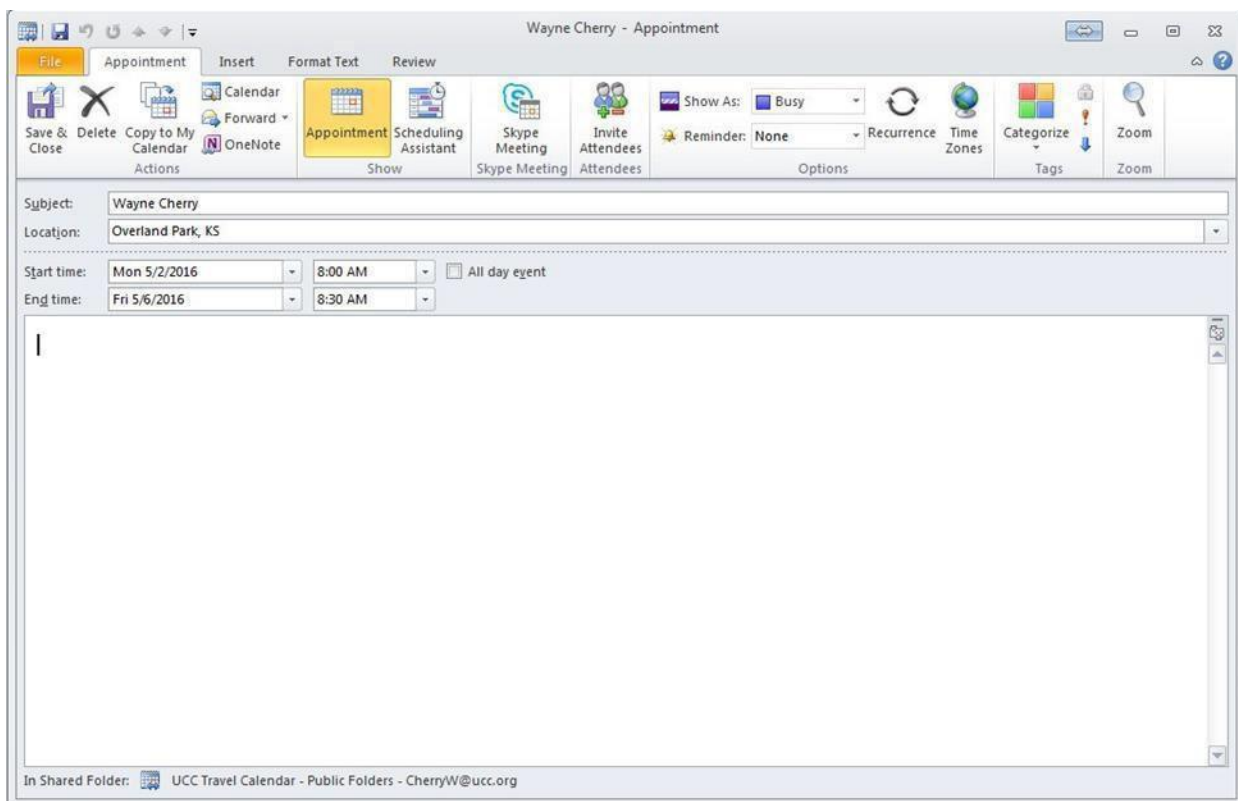 Wayne Cherry - Appointment
File Appointment Insert Format Text Review
Save & Close
Delete
Copy to My Calendar
Calendar
Forward
OneNote
Actions
Appointment
Scheduling Assistant
Show
Skype Meeting
Skype Meeting
Invite Attendees
Attendees
Show As: Busy
Reminder: None
Recurrence
Time Zones
Options
Categorize
Tags
Zoom
Zoom
Subject: Wayne Cherry
Location: Overland Park, KS
Start time: Mon 5/2/2016 8:00 AM All day event
End time: Fri 5/6/2016 8:30 AM
In Shared Folder: UCC Travel Calendar - Public Folders - CherryW@ucc.org